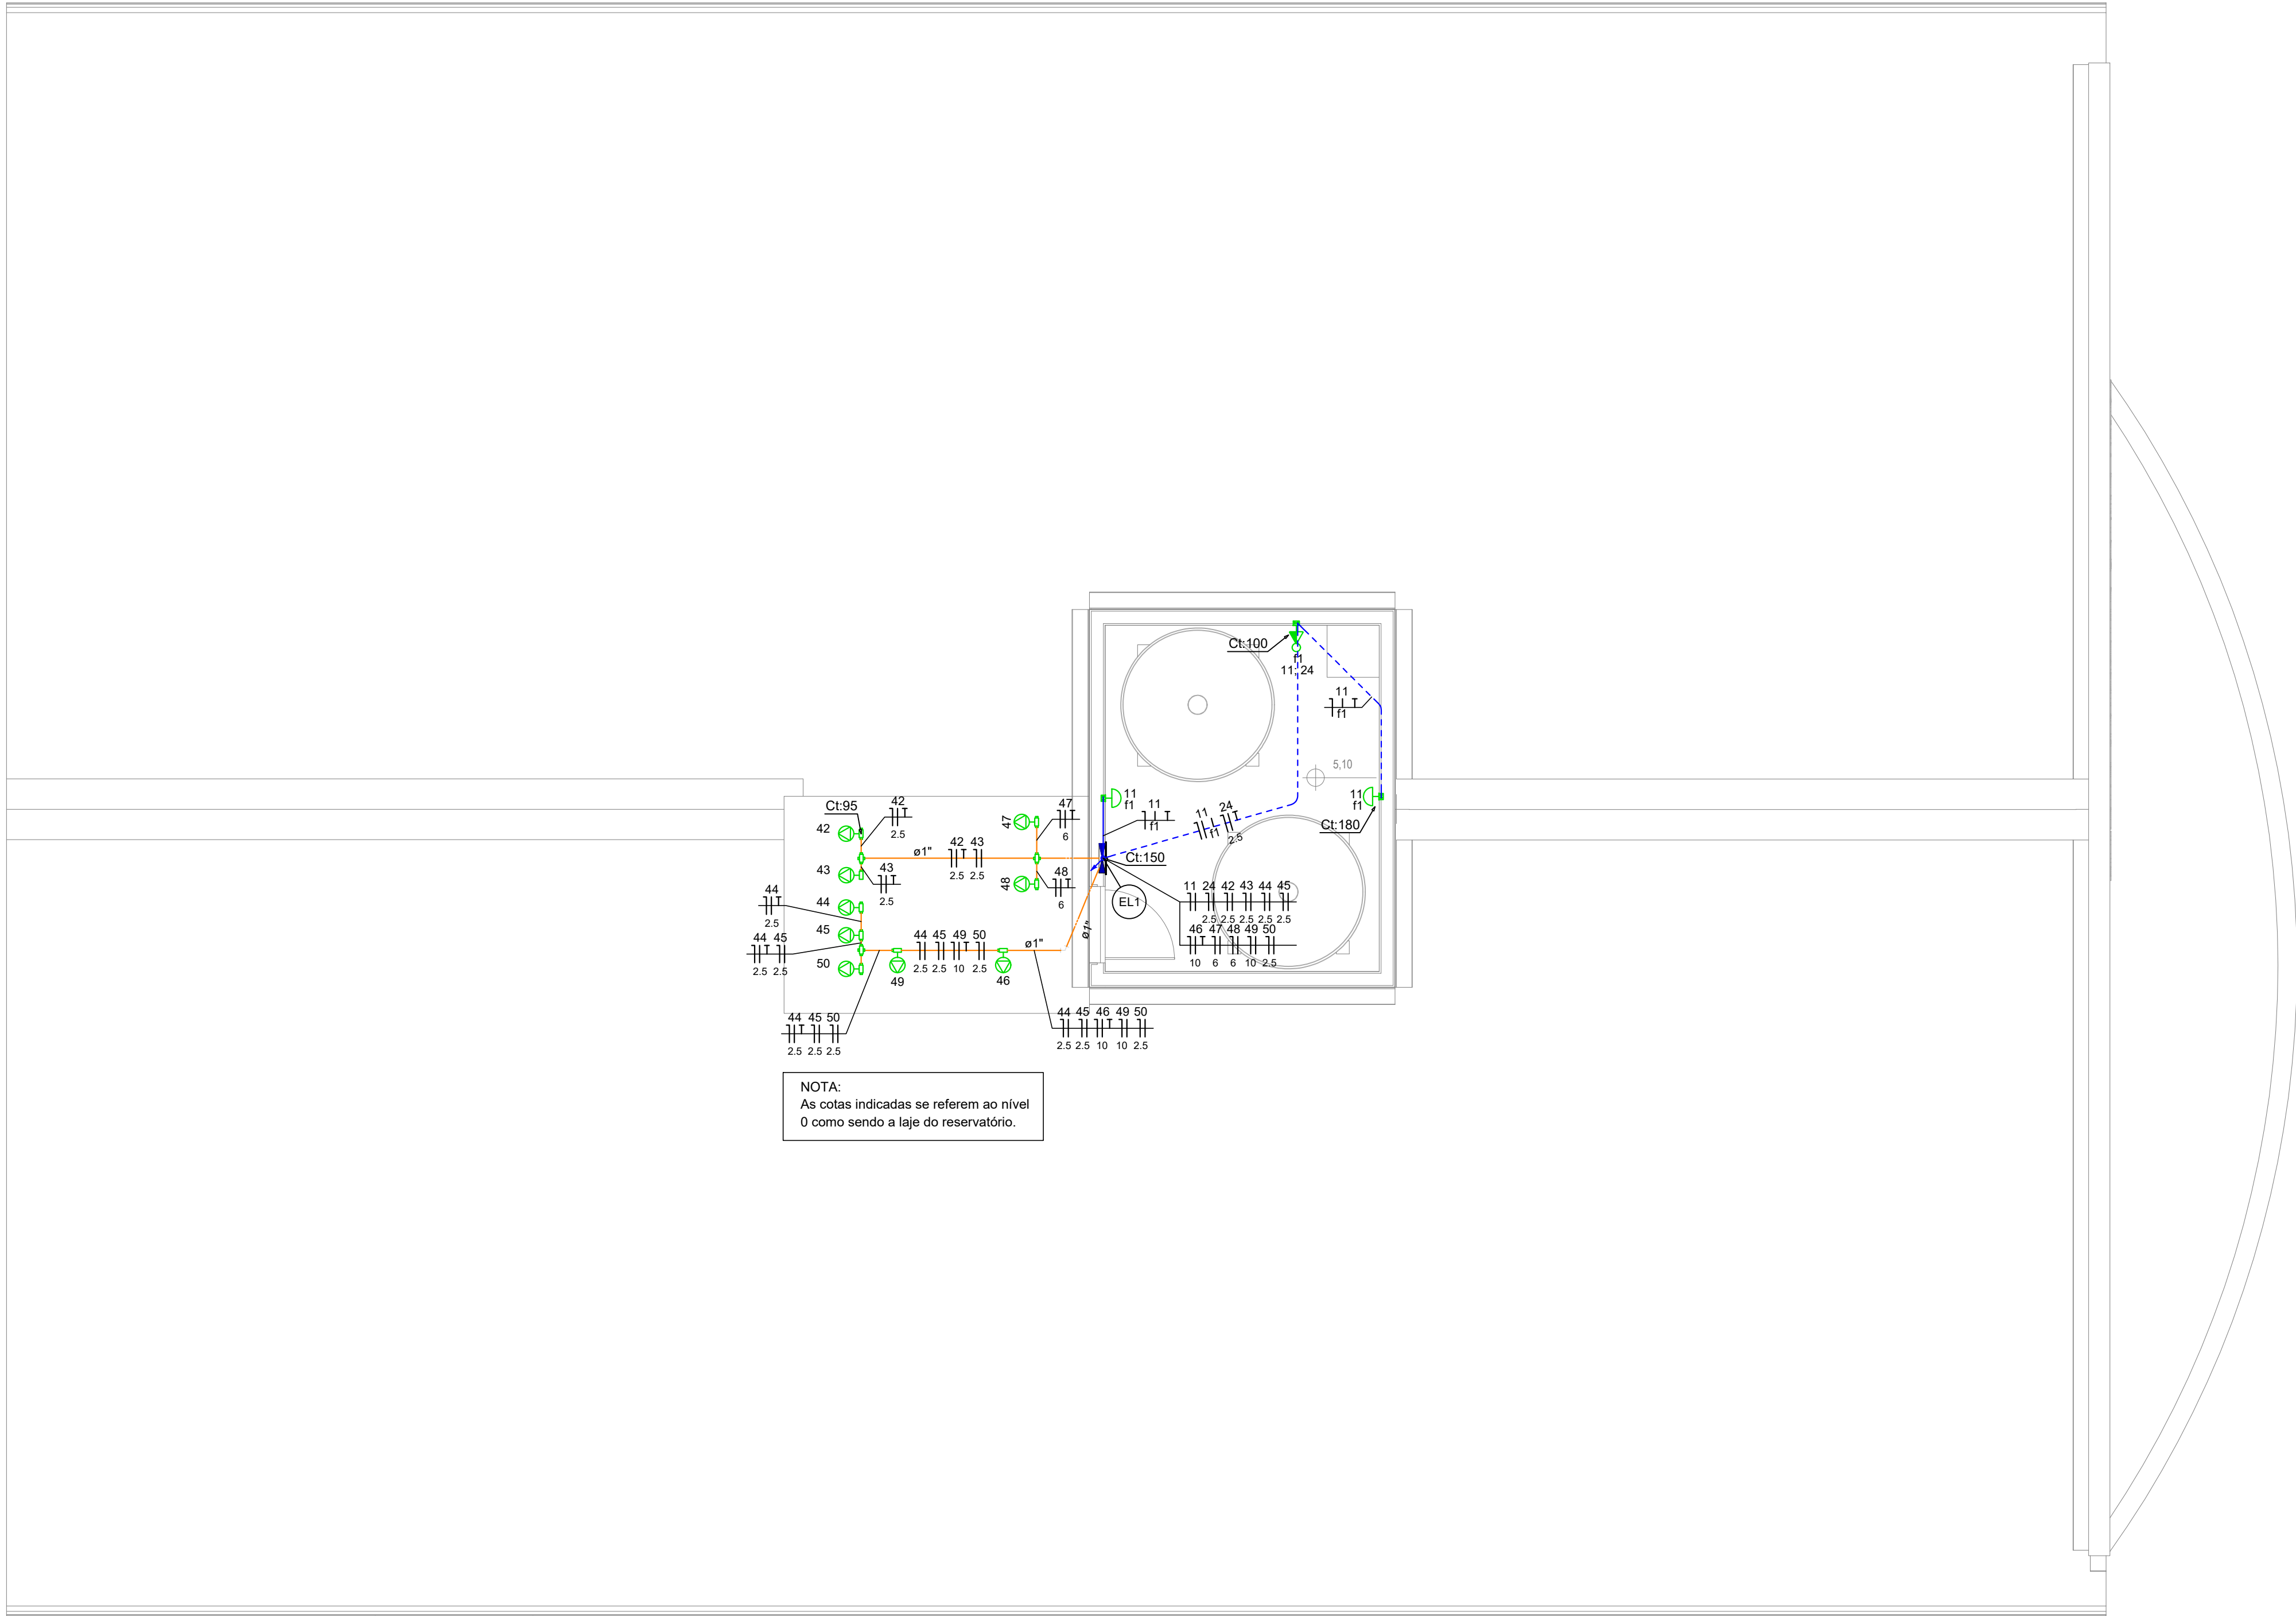 Ct:100
f1
11; 24
11
f1
5,10
Ct:95
42
2.5
42
43
43
2.5
ø1"
42 43
2.5 2.5
47
47
6
48
48
6
11
f1
11
f1
11
f1
24
2.5
11
f1
Ct:180
Ct:150
EL1
11 24 42 43 44 45
2.5 2.5 2.5 2.5 2.5
46 47 48 49 50
10 6 6 10 2.5
44
44
2.5
45
44 45
2.5 2.5
50
49
44 45 49 50
2.5 2.5 10 2.5
ø1"
46
ø1"
44 45 50
2.5 2.5 2.5
44 45 46 49 50
2.5 2.5 10 10 2.5
NOTA:
As cotas indicadas se referem ao nível
0 como sendo a laje do reservatório.